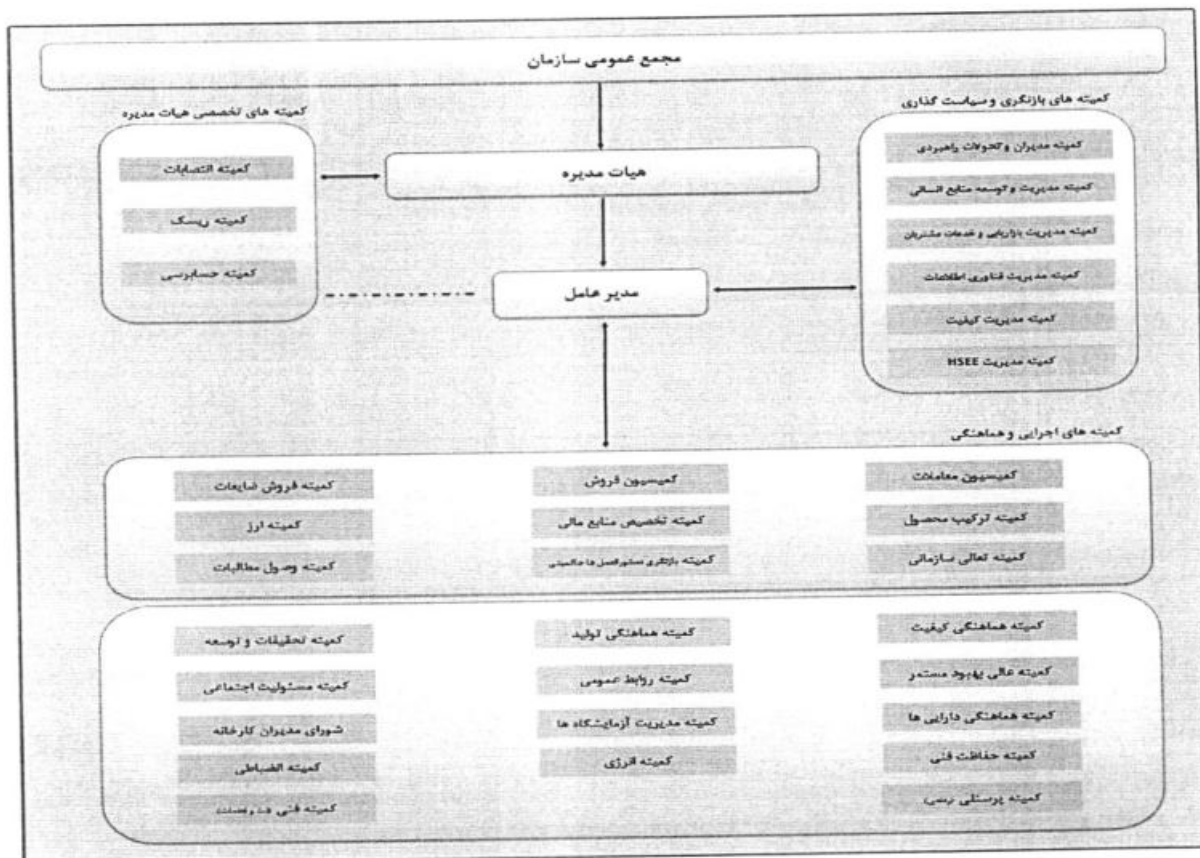 مجمع عمومی سازمان
کمیته های بازنگری و سیاست گذاری
کمیته مدیران و تحولات راهبردی
کمیته مدیریت و توسعه منابع انسانی
کمیته مدیریت بازاریابی و خدمات مشتریان
کمیته مدیریت فناوری اطلاعات
کمیته مدیریت کیفیت
کمیته مدیریت HSEE
هیات مدیره
مدیر عامل
کمیته های تخصصی هیات مدیره
کمیته انتصابات
کمیته ریسک
کمیته حسابرسی
کمیته های اجرایی و هماهنگی
کمیسیون معاملات
کمیسیون فروش
کمیته فروش ضایعات
کمیته ترکیب محصول
کمیته تخصیص منابع مالی
کمیته ارز
کمیته تعالی سازمانی
کمیته بازنگری
کمیته وصول مطالبات
کمیته هماهنگی کیفیت
کمیته هماهنگی تولید
کمیته تحقیقات و توسعه
کمیته عالی بهبود مستمر
کمیته روابط عمومی
کمیته مسئولیت اجتماعی
کمیته هماهنگی دارایی ها
کمیته مدیریت آزمایشگاه ها
شورای مدیران کارخانه
کمیته حفاظت فنی
کمیته انرژی
کمیته انضباطی
کمیته پرسنلی
کمیته فنی